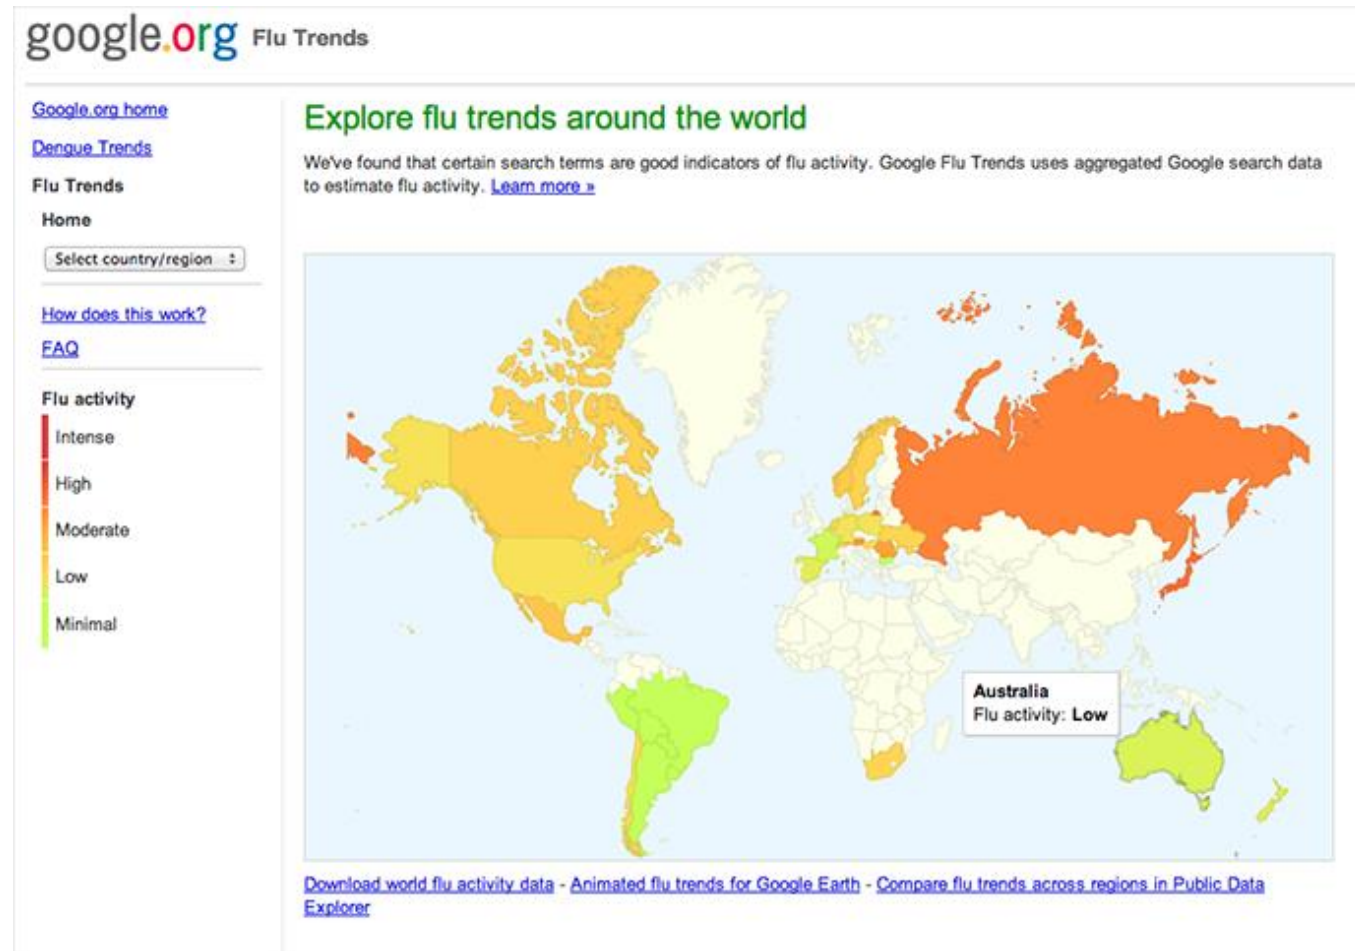 google.org Flu Trends
Google.org home
Dengue Trends
Flu Trends
Home
Select country/region
How does this work?
FAQ
Flu activity
Intense
High
Moderate
Low
Minimal
Explore flu trends around the world
We've found that certain search terms are good indicators of flu activity. Google Flu Trends uses aggregated Google search data
to estimate flu activity. Learn more »
Australia
Flu activity: Low
Download world flu activity data - Animated flu trends for Google Earth - Compare flu trends across regions in Public Data
Explorer